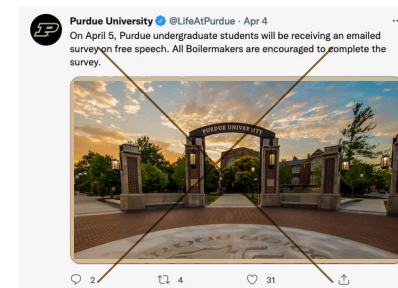 Purdue University @LifeAtPurdue · Apr 4
On April 5, Purdue undergraduate students will be receiving an emailed
survey on free speech. All Boilermakers are encouraged to complete the
survey.
PURDUE UNIVERSITY
2
4
31